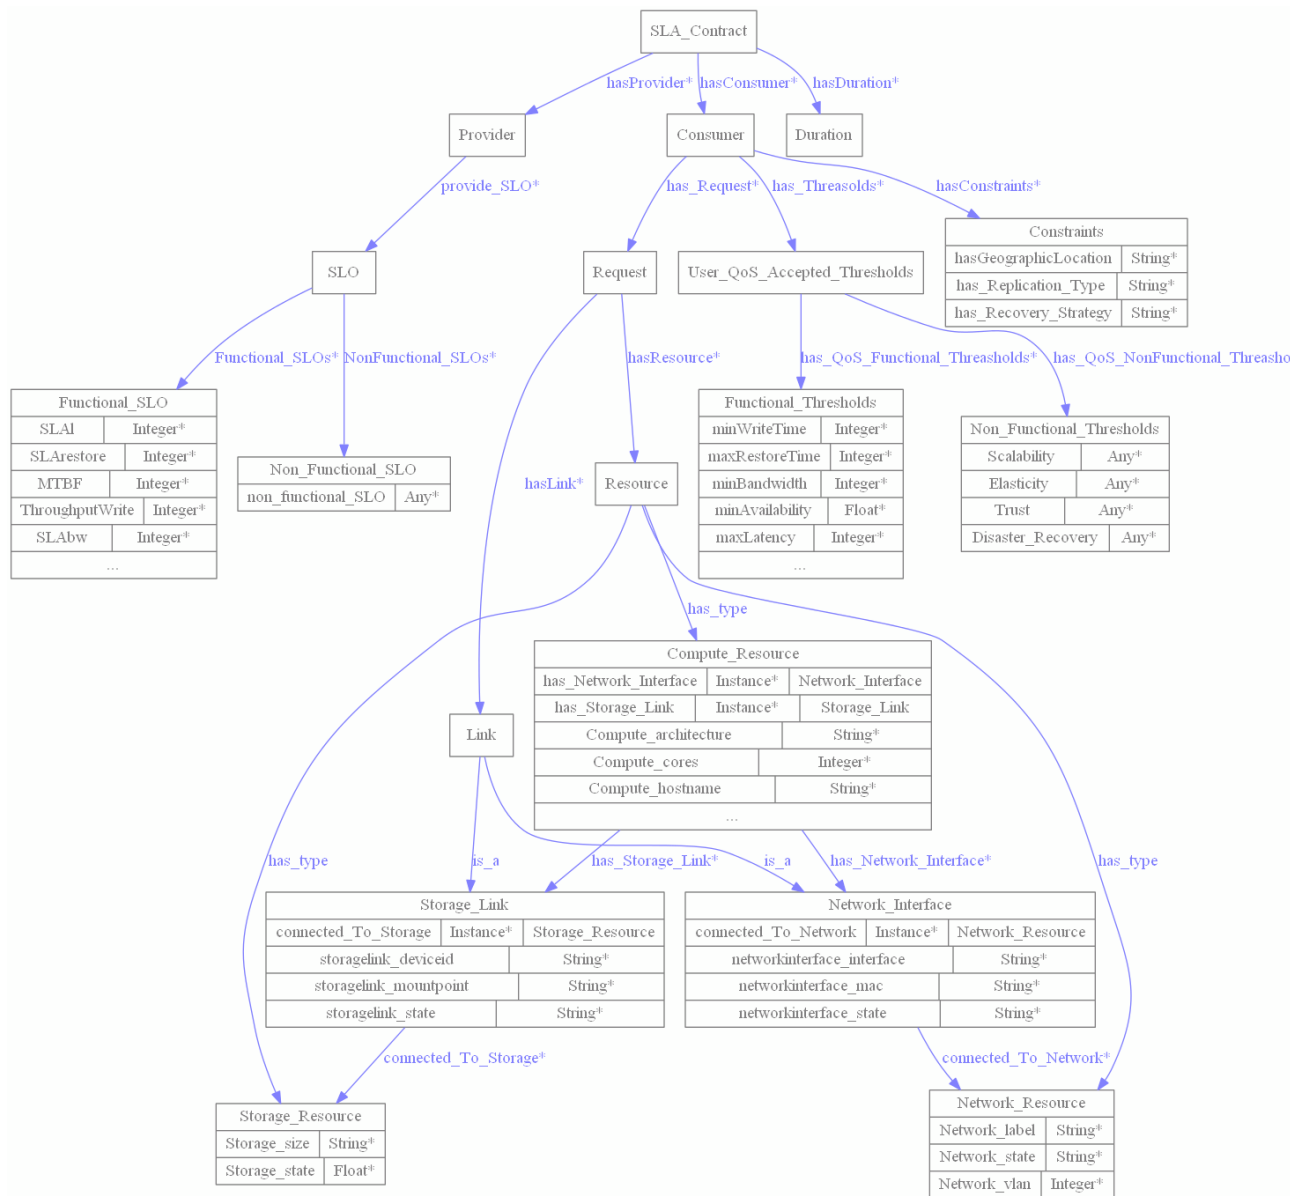 SLA_Contract
hasProvider* hasConsumer* hasDuration*
Provider Consumer Duration
provide_SLO* has_Request* has_Threasolds* hasConstraints*
Constraints
hasGeographicLocation String*
has_Replication_Type String*
has_Recovery_Strategy String*
SLO Request User_QoS_Accepted_Thresholds
Functional_SLOs* NonFunctional_SLOs* hasResource* has_QoS_Functional_Threasholds* has_QoS_NonFunctional_Threasho
Functional_SLO
SLAl Integer*
SLArestore Integer*
MTBF Integer*
ThroughputWrite Integer*
SLAbw Integer*
...
Non_Functional_SLO
non_functional_SLO Any*
Functional_Thresholds
minWriteTime Integer*
maxRestoreTime Integer*
minBandwidth Integer*
minAvailability Float*
maxLatency Integer*
...
Non_Functional_Thresholds
Scalability Any*
Elasticity Any*
Trust Any*
Disaster_Recovery Any*
hasLink* Resource
has_type
Compute_Resource
has_Network_Interface Instance* Network_Interface
has_Storage_Link Instance* Storage_Link
Compute_architecture String*
Compute_cores Integer*
Compute_hostname String*
...
Link
has_type is_a has_Storage_Link* is_a has_Network_Interface* has_type
Storage_Link
connected_To_Storage Instance* Storage_Resource
storagelink_deviceid String*
storagelink_mountpoint String*
storagelink_state String*
Network_Interface
connected_To_Network Instance* Network_Resource
networkinterface_interface String*
networkinterface_mac String*
networkinterface_state String*
connected_To_Storage* connected_To_Network*
Storage_Resource
Storage_size String*
Storage_state Float*
Network_Resource
Network_label String*
Network_state String*
Network_vlan Integer*